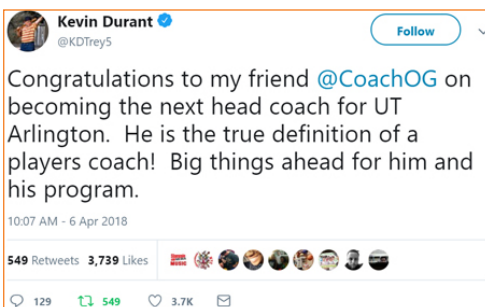 Kevin Durant
Follow
@KDTrey5
Congratulations to my friend @CoachOG on
becoming the next head coach for UT
Arlington.  He is the true definition of a
players coach!  Big things ahead for him and
his program.
10:07 AM - 6 Apr 2018
549 Retweets 3,739 Likes
129 549 3.7K